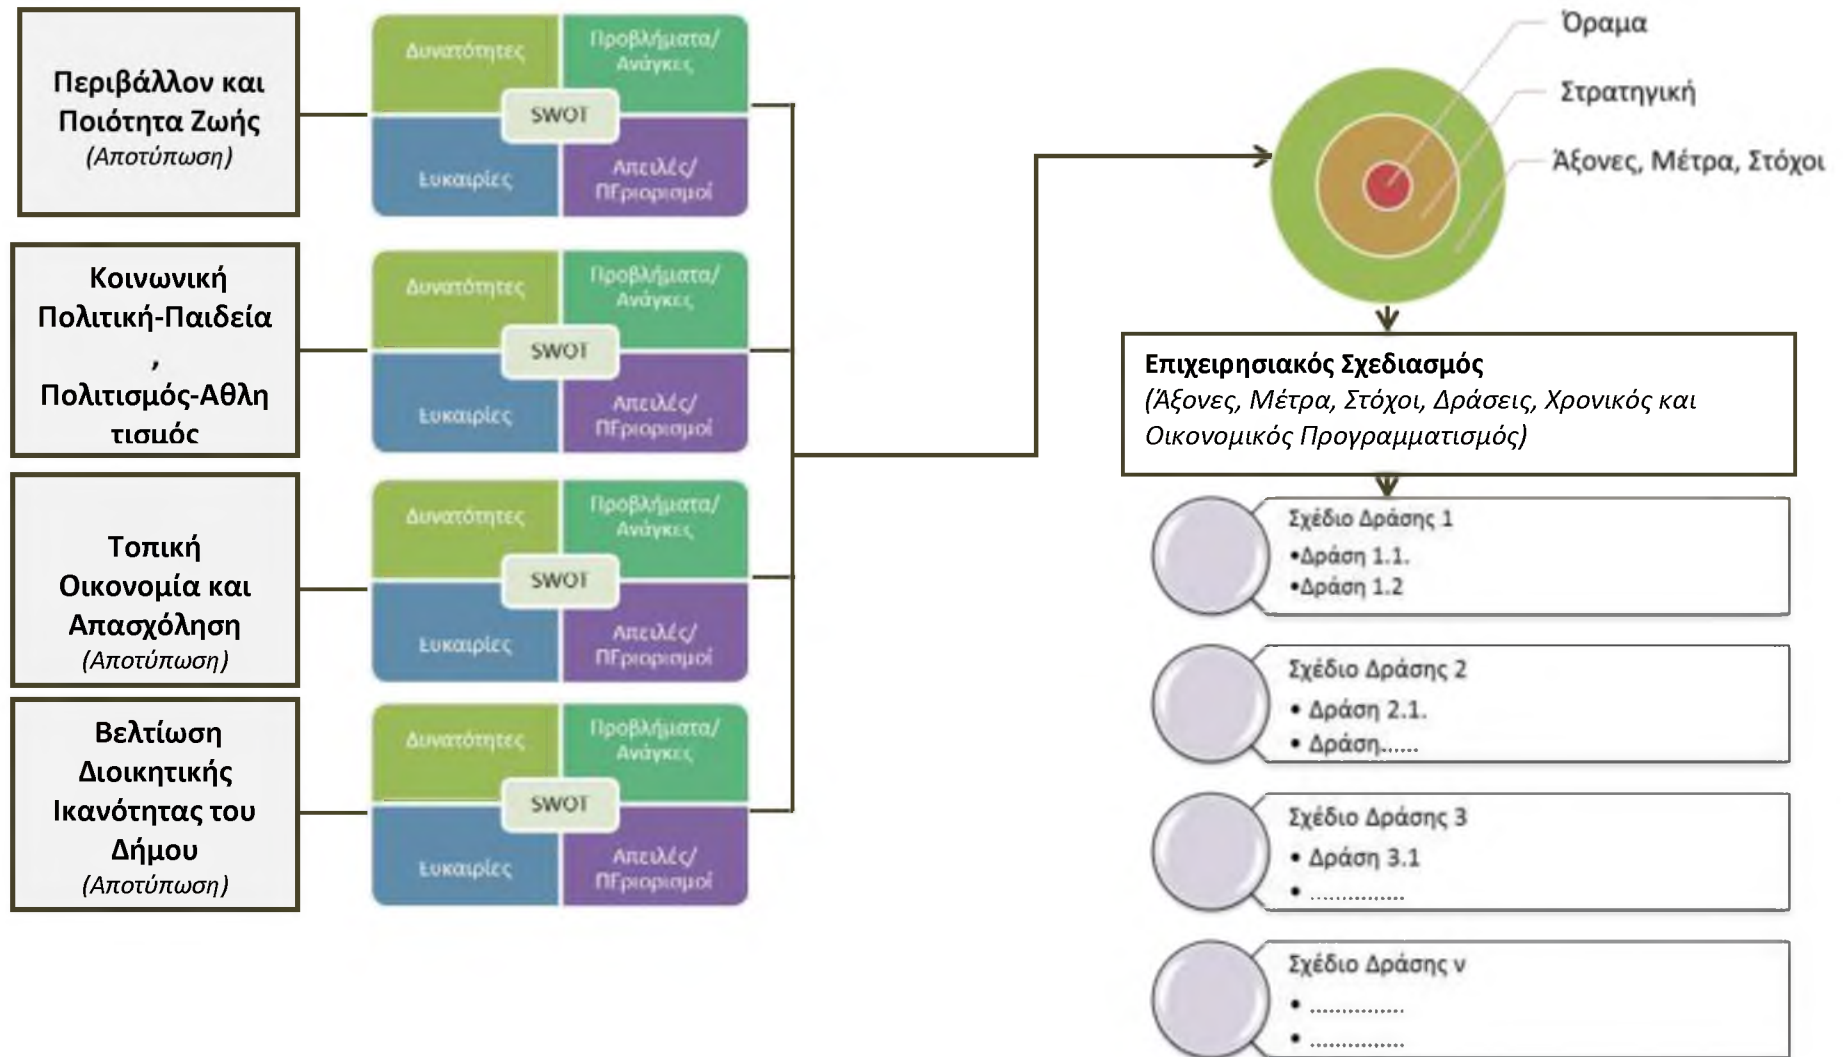 Περιβάλλον και
Ποιότητα Ζωής
(Αποτύπωση)
Δυνατότητες
Προβλήματα/
Ανάγκες
SWOT
Ευκαιρίες
Απειλές/
ΠΕριορισμοί
Κοινωνική
Πολιτική-Παιδεία
,
Πολιτισμός-Αθλη
τισμός
Δυνατότητες
Προβλήματα/
Ανάγκες
SWOT
Ευκαιρίες
Απειλές/
ΠΕριορισμοί
Τοπική
Οικονομία και
Απασχόληση
(Αποτύπωση)
Δυνατότητες
Προβλήματα/
Ανάγκες
SWOT
Ευκαιρίες
Απειλές/
ΠΕριορισμοί
Βελτίωση
Διοικητικής
Ικανότητας του
Δήμου
(Αποτύπωση)
Δυνατότητες
Προβλήματα/
Ανάγκες
SWOT
Ευκαιρίες
Απειλές/
ΠΕριορισμοί
Όραμα
Στρατηγική
Άξονες, Μέτρα, Στόχοι
Επιχειρησιακός Σχεδιασμός
(Άξονες, Μέτρα, Στόχοι, Δράσεις, Χρονικός και
Οικονομικός Προγραμματισμός)
Σχέδιο Δράσης 1
•Δράση 1.1.
•Δράση 1.2
Σχέδιο Δράσης 2
• Δράση 2.1.
• Δράση......
Σχέδιο Δράσης 3
• Δράση 3.1
• ...............
Σχέδιο Δράσης ν
• ...............
• ...............